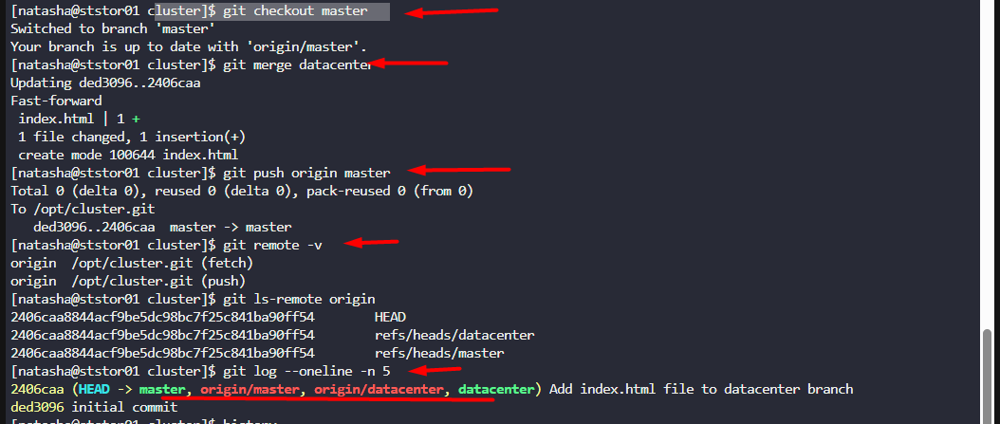 [natasha@ststor01 cluster]$ git checkout master
Switched to branch 'master'
Your branch is up to date with 'origin/master'.
[natasha@ststor01 cluster]$ git merge datacenter
Updating ded3096..2406caa
Fast-forward
 index.html | 1 +
 1 file changed, 1 insertion(+)
 create mode 100644 index.html
[natasha@ststor01 cluster]$ git push origin master
Total 0 (delta 0), reused 0 (delta 0), pack-reused 0 (from 0)
To /opt/cluster.git
   ded3096..2406caa  master -> master
[natasha@ststor01 cluster]$ git remote -v
origin  /opt/cluster.git (fetch)
origin  /opt/cluster.git (push)
[natasha@ststor01 cluster]$ git ls-remote origin
2406caa8844acf9be5dc98bc7f25c841ba90ff54        HEAD
2406caa8844acf9be5dc98bc7f25c841ba90ff54        refs/heads/datacenter
2406caa8844acf9be5dc98bc7f25c841ba90ff54        refs/heads/master
[natasha@ststor01 cluster]$ git log --oneline -n 5
2406caa (HEAD -> master, origin/master, origin/datacenter, datacenter) Add index.html file to datacenter branch
ded3096 initial commit
[natasha@ststor01 cluster]$ history